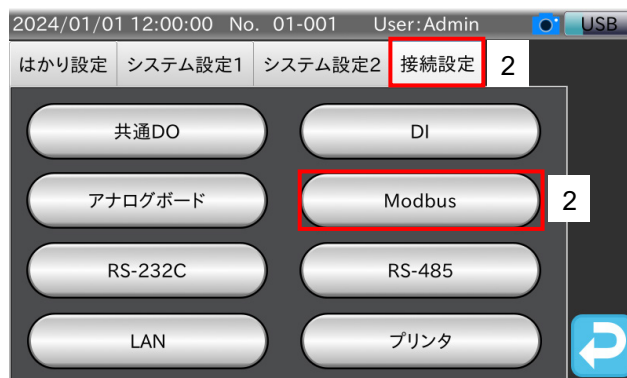 2024/01/01 12:00:00 No. 01-001 User:Admin USB
はかり設定 システム設定1 システム設定2 接続設定 2
共通DO DI
アナログボード Modbus 2
RS-232C RS-485
LAN プリンタ